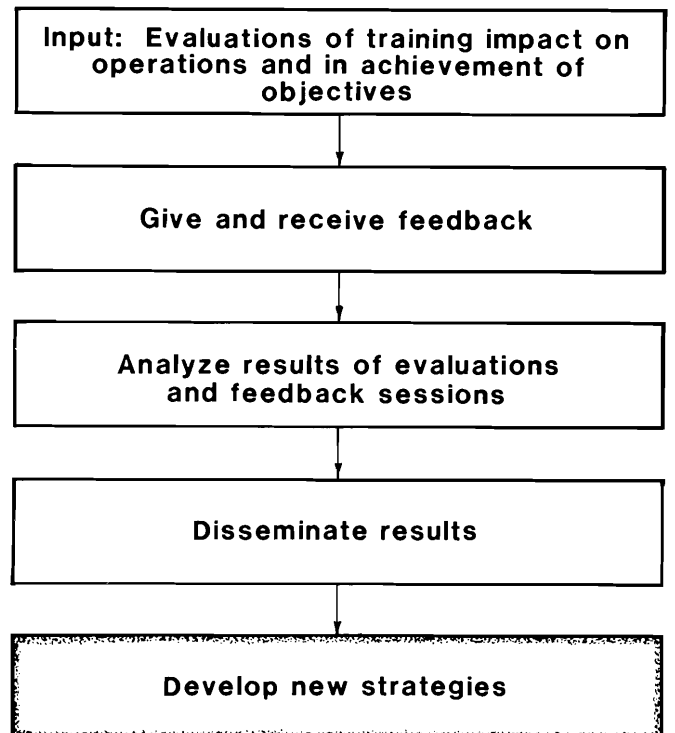 Input: Evaluations of training impact on
operations and in achievement of
objectives
Give and receive feedback
Analyze results of evaluations
and feedback sessions
Disseminate results
Develop new strategies